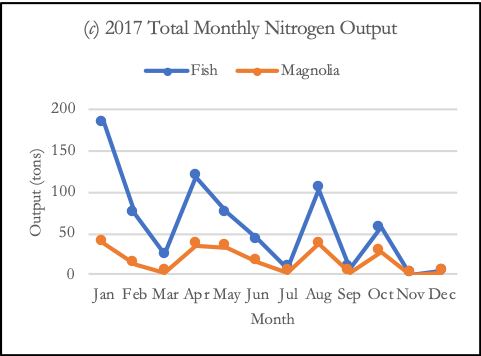 (c) 2017 Total Monthly Nitrogen Output
Fish Magnolia
200
150
100
50
0
Output (tons)
Jan Feb Mar Apr May Jun Jul Aug Sep Oct Nov Dec
Month